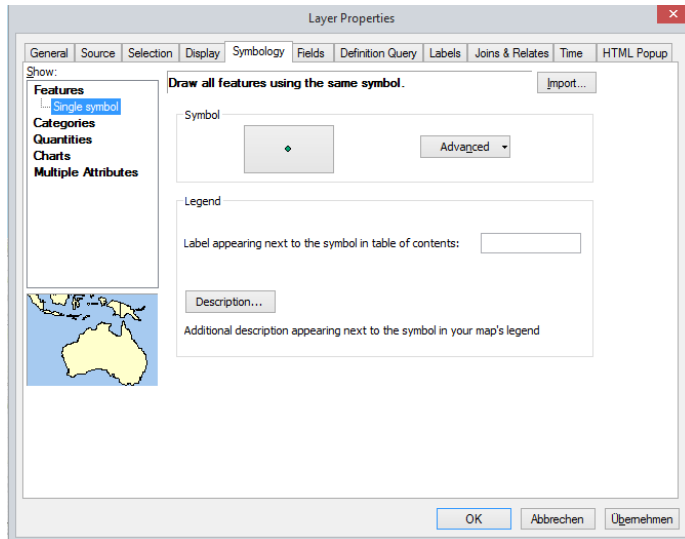 Layer Properties
General Source Selection Display Symbology Fields Definition Query Labels Joins & Relates Time HTML Popup
Show:
Features
Single symbol
Categories
Quantities
Charts
Multiple Attributes
Draw all features using the same symbol.
Import...
Symbol
Advanced
Legend
Label appearing next to the symbol in table of contents:
Description...
Additional description appearing next to the symbol in your map's legend
OK Abbrechen Übernehmen